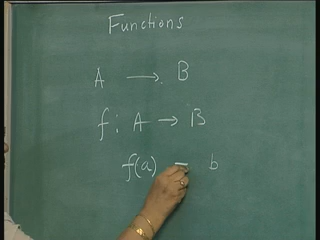 Functions
A → B
f : A → B
f(a) = b